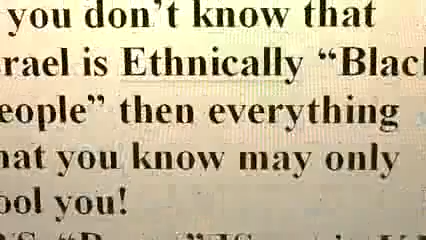 you don't know that
rael is Ethnically “Blac
eople” then everything
hat you know may only
ool you!